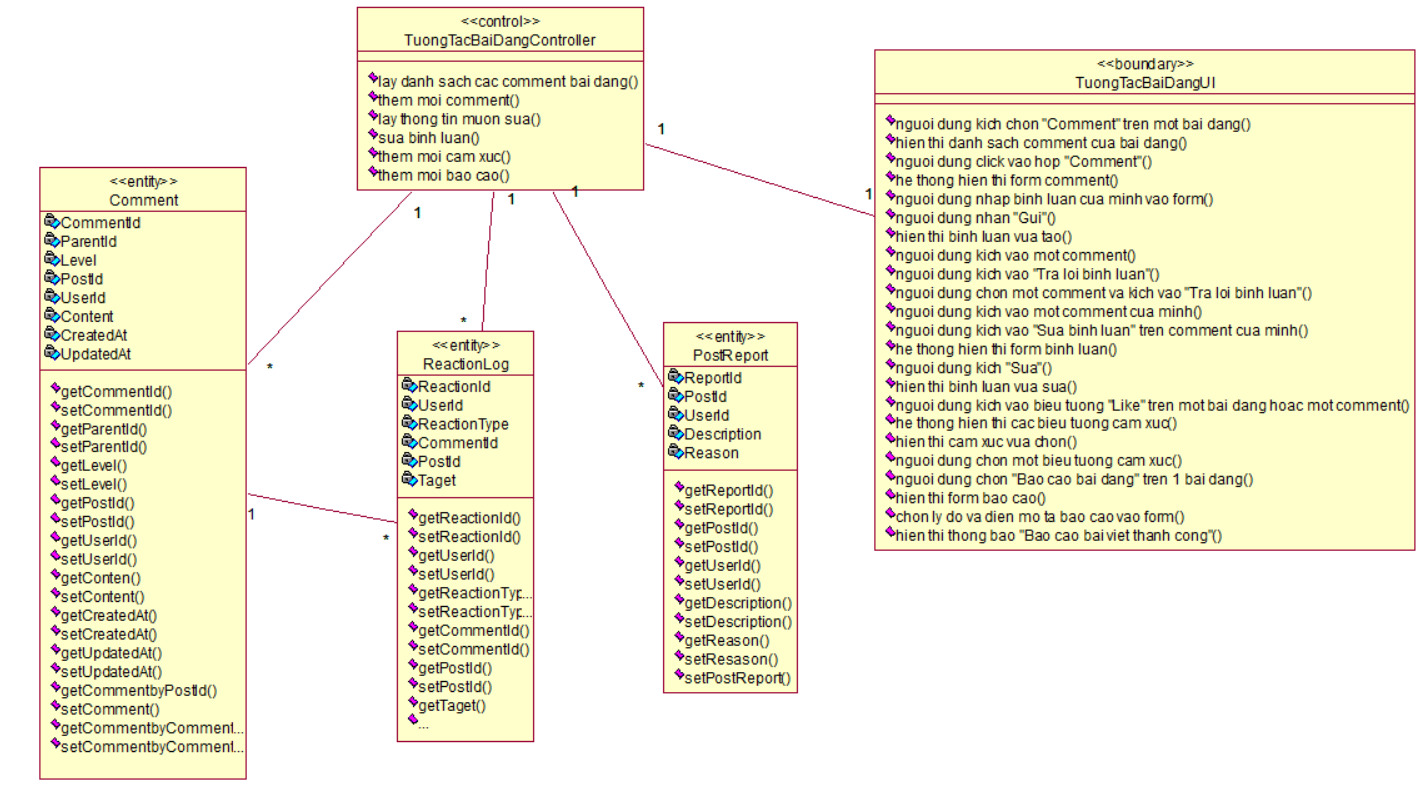 <<control>>
TuongTacBaiDangController
lay danh sach cac comment bai dang()
them moi comment()
lay thong tin muon sua()
sua binh luan()
them moi cam xuc()
them moi bao cao()
<<boundary>>
TuongTacBaiDangUI
nguoi dung kich chon "Comment" tren mot bai dang()
hien thi danh sach comment cua bai dang()
nguoi dung click vao hop "Comment"()
he thong hien thi form comment()
nguoi dung nhap binh luan cua minh vao form()
nguoi dung nhan "Gui"()
hien thi binh luan vua tao()
nguoi dung kich vao mot comment()
nguoi dung kich vao "Tra loi binh luan"()
nguoi dung chon mot comment va kich vao "Tra loi binh luan"()
nguoi dung kich vao mot comment cua minh()
nguoi dung kich vao "Sua binh luan" tren comment cua minh()
he thong hien thi form binh luan()
nguoi dung kich "Sua"()
hien thi binh luan vua sua()
nguoi dung kich vao bieu tuong "Like" tren mot bai dang hoac mot comment()
he thong hien thi cac bieu tuong cam xuc()
hien thi cam xuc vua chon()
nguoi dung chon mot bieu tuong cam xuc()
nguoi dung chon "Bao cao bai dang" tren 1 bai dang()
hien thi form bao cao()
chon ly do va dien mo ta bao cao vao form()
hien thi thong bao "Bao cao bai viet thanh cong"()
1
1
1
1
1
*
*
*
1
*
<<entity>>
Comment
CommentId
ParentId
Level
PostId
UserId
Content
CreatedAt
UpdatedAt
getCommentId()
setCommentId()
getParentId()
setParentId()
getLevel()
setLevel()
getPostId()
setPostId()
getUserId()
setUserId()
getConten()
setContent()
getCreatedAt()
setCreatedAt()
getUpdatedAt()
setUpdatedAt()
getCommentbyPostId()
setComment()
getCommentbyComment...
setCommentbyComment...
<<entity>>
ReactionLog
ReactionId
UserId
ReactionType
CommentId
PostId
Taget
getReactionId()
setReactionId()
getUserId()
setUserId()
getReactionTyp...
setReactionTyp...
getCommentId()
setCommentId()
getPostId()
setPostId()
getTaget()
...
<<entity>>
PostReport
ReportId
PostId
UserId
Description
Reason
getReportId()
setReportId()
getPostId()
setPostId()
getUserId()
setUserId()
getDescription()
setDescription()
getReason()
setResason()
setPostReport()